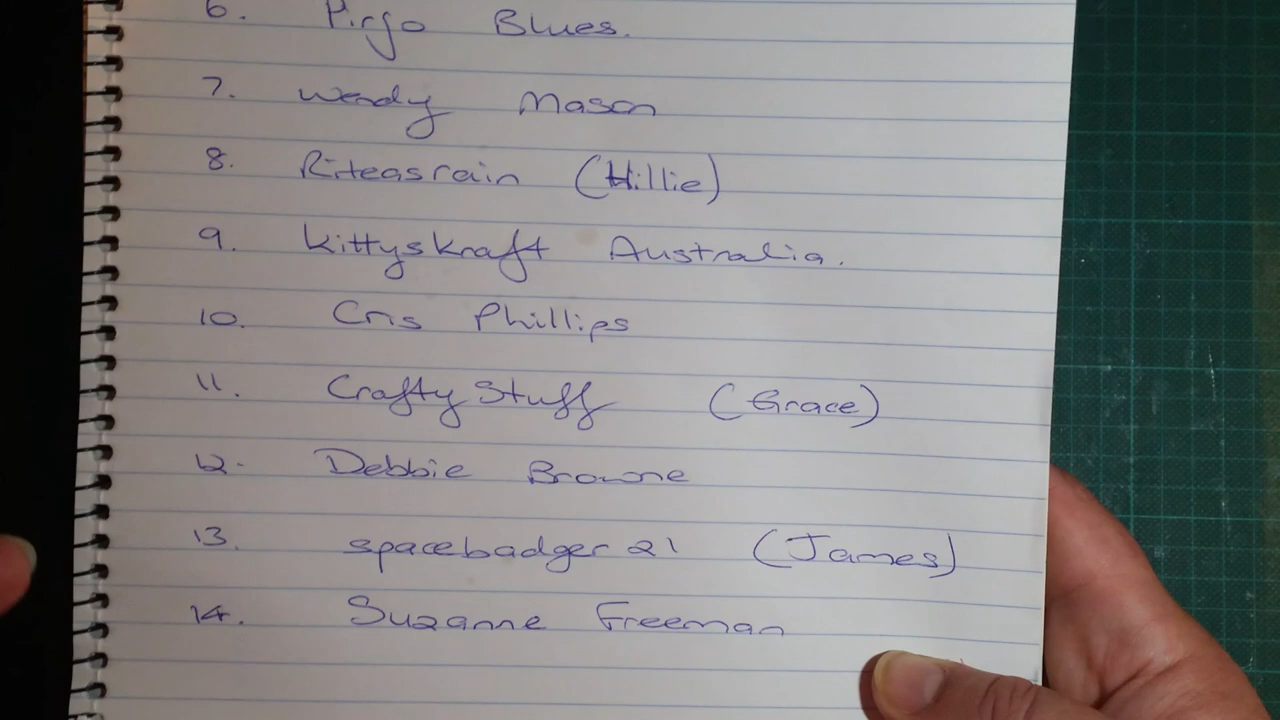 6. Pirjo Blues.
7. Wendy Mason
8. Riteasrain (Hillie)
9. Kittyskraft Australia.
10. Cris Phillips
11. Crafty Stuff (Grace)
12. Debbie Browne
13. spacebadger21 (James)
14. Suzanne Freeman